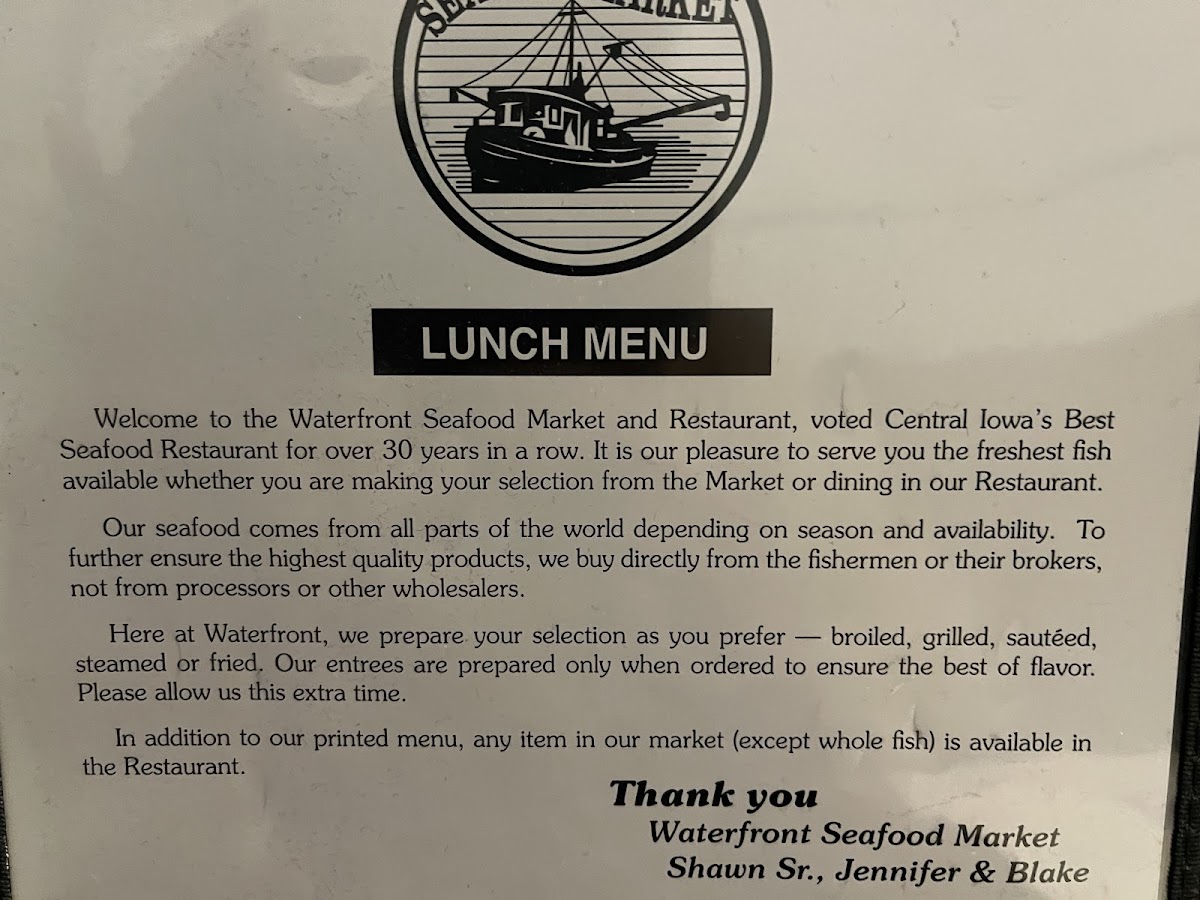 MARKET
LUNCH MENU
Welcome to the Waterfront Seafood Market and Restaurant, voted Central Iowa's Best
Seafood Restaurant for over 30 years in a row. It is our pleasure to serve you the freshest fish
available whether you are making your selection from the Market or dining in our Restaurant.
Our seafood comes from all parts of the world depending on season and availability. To
further ensure the highest quality products, we buy directly from the fishermen or their brokers,
not from processors or other wholesalers.
Here at Waterfront, we prepare your selection as you prefer — broiled, grilled, sautéed,
steamed or fried. Our entrees are prepared only when ordered to ensure the best of flavor.
Please allow us this extra time.
In addition to our printed menu, any item in our market (except whole fish) is available in
the Restaurant.
Thank you
Waterfront Seafood Market
Shawn Sr., Jennifer & Blake